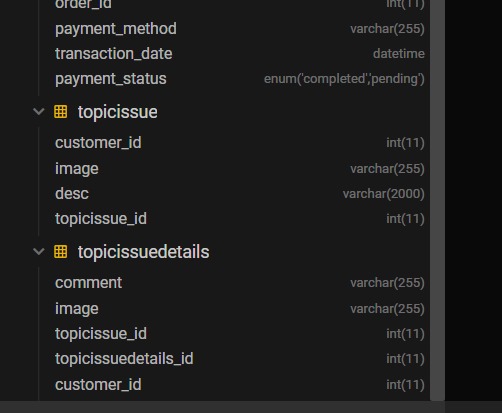 order_id int(11)
payment_method varchar(255)
transaction_date datetime
payment_status enum('completed','pending')
topicissue
customer_id int(11)
image varchar(255)
desc varchar(2000)
topicissue_id int(11)
topicissuedetails
comment varchar(255)
image varchar(255)
topicissue_id int(11)
topicissuedetails_id int(11)
customer_id int(11)